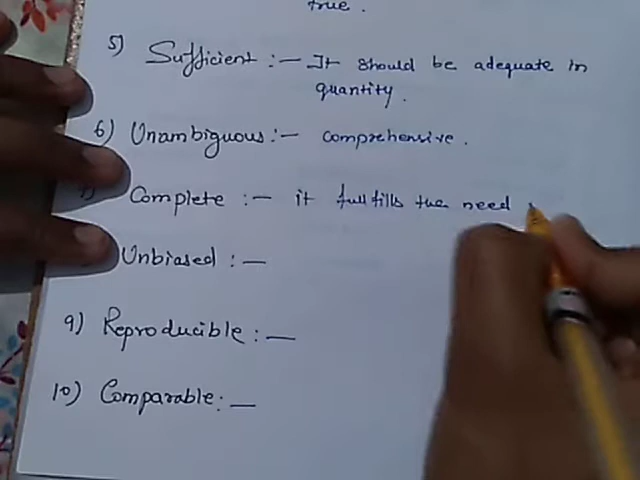 true.
5) Sufficient :- It should be adequate in
quantity.
6) Unambiguous :- comprehensive.
Complete :- it fullfills the need
Unbiased :-
9) Reproducible :-
10) Comparable :-